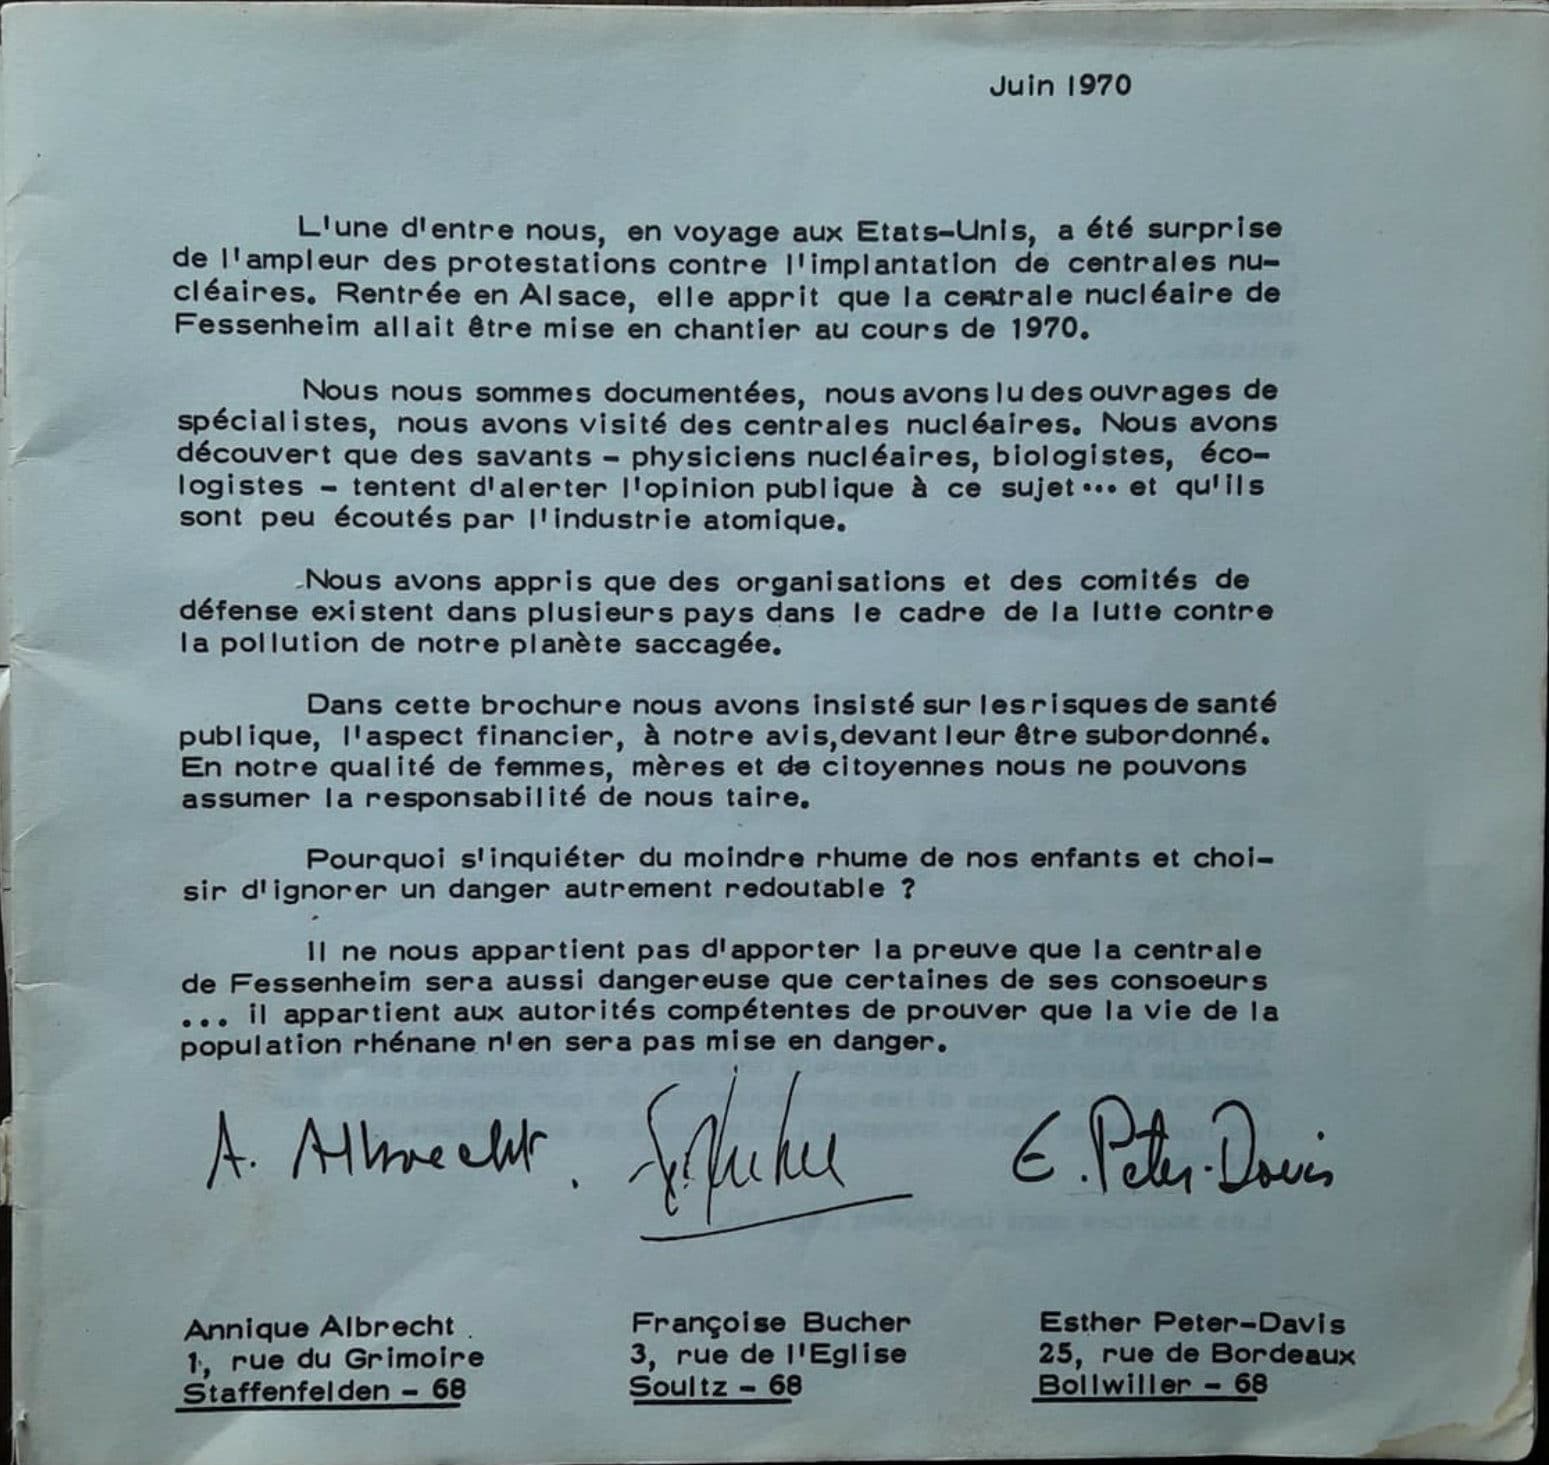 Juin 1970
L'une d'entre nous, en voyage aux Etats-Unis, a été surprise
de l'ampleur des protestations contre l'implantation de centrales nu-
cléaires. Rentrée en Alsace, elle apprit que la centrale nucléaire de
Fessenheim allait être mise en chantier au cours de 1970.
Nous nous sommes documentées, nous avons lu des ouvrages de
spécialistes, nous avons visité des centrales nucléaires. Nous avons
découvert que des savants - physiciens nucléaires, biologistes, éco-
logistes - tentent d'alerter l'opinion publique à ce sujet... et qu'ils
sont peu écoutés par l'industrie atomique.
Nous avons appris que des organisations et des comités de
défense existent dans plusieurs pays dans le cadre de la lutte contre
la pollution de notre planète saccagée.
Dans cette brochure nous avons insisté sur les risques de santé
publique, l'aspect financier, à notre avis, devant leur être subordonné.
En notre qualité de femmes, mères et de citoyennes nous ne pouvons
assumer la responsabilité de nous taire.
Pourquoi s'inquiéter du moindre rhume de nos enfants et choi-
sir d'ignorer un danger autrement redoutable ?
Il ne nous appartient pas d'apporter la preuve que la centrale
de Fessenheim sera aussi dangereuse que certaines de ses consoeurs
... il appartient aux autorités compétentes de prouver que la vie de la
population rhénane n'en sera pas mise en danger.
A. Albrecht. E. Peter-Davis
Annique Albrecht Françoise Bucher Esther Peter-Davis
1, rue du Grimoire 3, rue de l'Eglise 25, rue de Bordeaux
Staffenfelden - 68 Soultz - 68 Bollwiller - 68